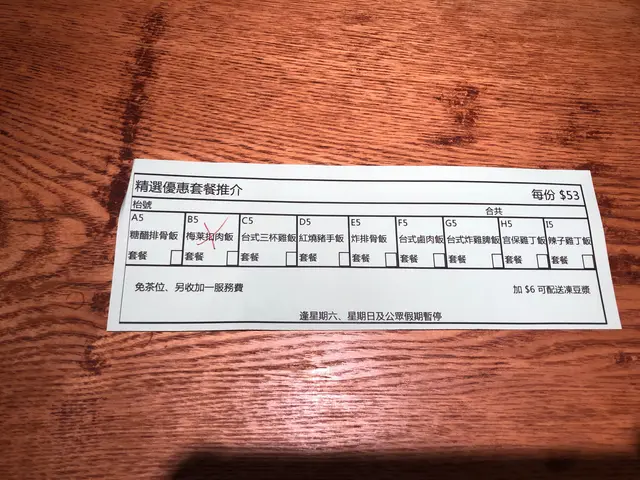 精選優惠套餐推介 每份 $53
枱號 合共
A5 B5 C5 D5 E5 F5 G5 H5 I5
糖醋排骨飯 梅菜扣肉飯 台式三杯雞飯 紅燒豬手飯 炸排骨飯 台式鹵肉飯 台式炸雞脾飯 宮保雞丁飯 辣子雞丁飯
套餐 套餐 套餐 套餐 套餐 套餐 套餐 套餐 套餐
免茶位、另收加一服務費 加 $6 可配送凍豆漿
逢星期六、星期日及公眾假期暫停